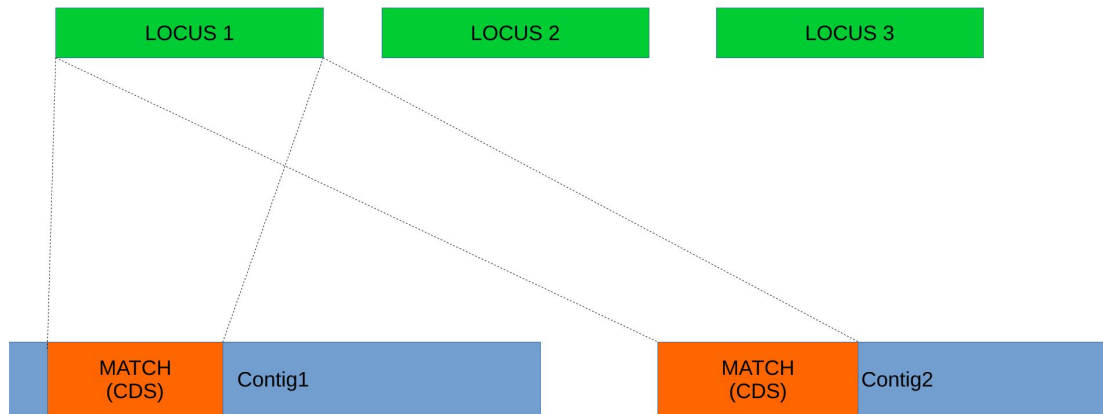 LOCUS 1
LOCUS 2
LOCUS 3
MATCH
(CDS)
Contig1
MATCH
(CDS)
Contig2